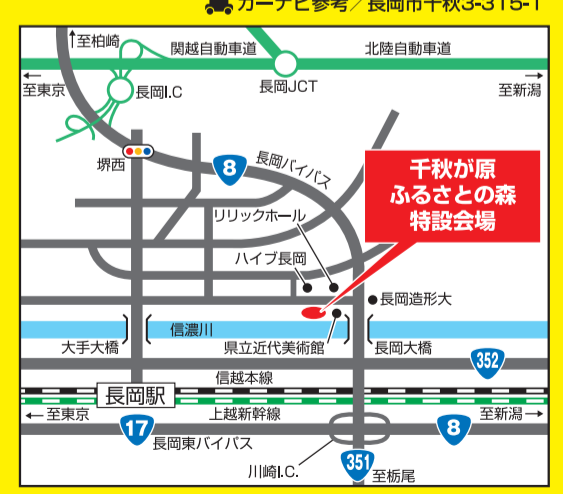 カーナビ参考／長岡市千秋3-315-1
↑至柏崎
関越自動車道
北陸自動車道
←
至東京
長岡I.C
長岡JCT
→
至新潟
堺西
8
長岡バイパス
千秋が原
ふるさとの森
特設会場
リリックホール
ハイブ長岡
長岡造形大
信濃川
大手大橋
県立近代美術館
長岡大橋
352
信越本線
長岡駅
←至東京
上越新幹線
至新潟→
17
長岡東バイパス
8
川崎I.C.
351
至栃尾